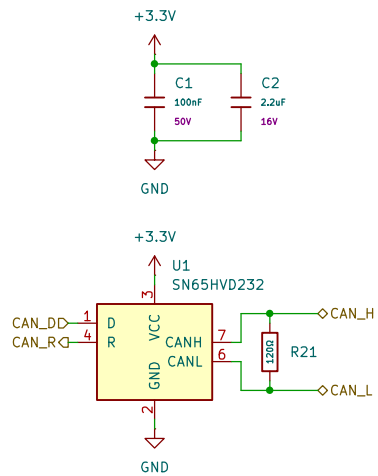 +3.3V
C1
100nF
50V
C2
2.2uF
16V
GND
+3.3V
U1
SN65HVD232
3
VCC
CAN_D
1
D
CAN_R
4
R
CANH
7
CANL
6
GND
2
120Ω
R21
CAN_H
CAN_L
GND